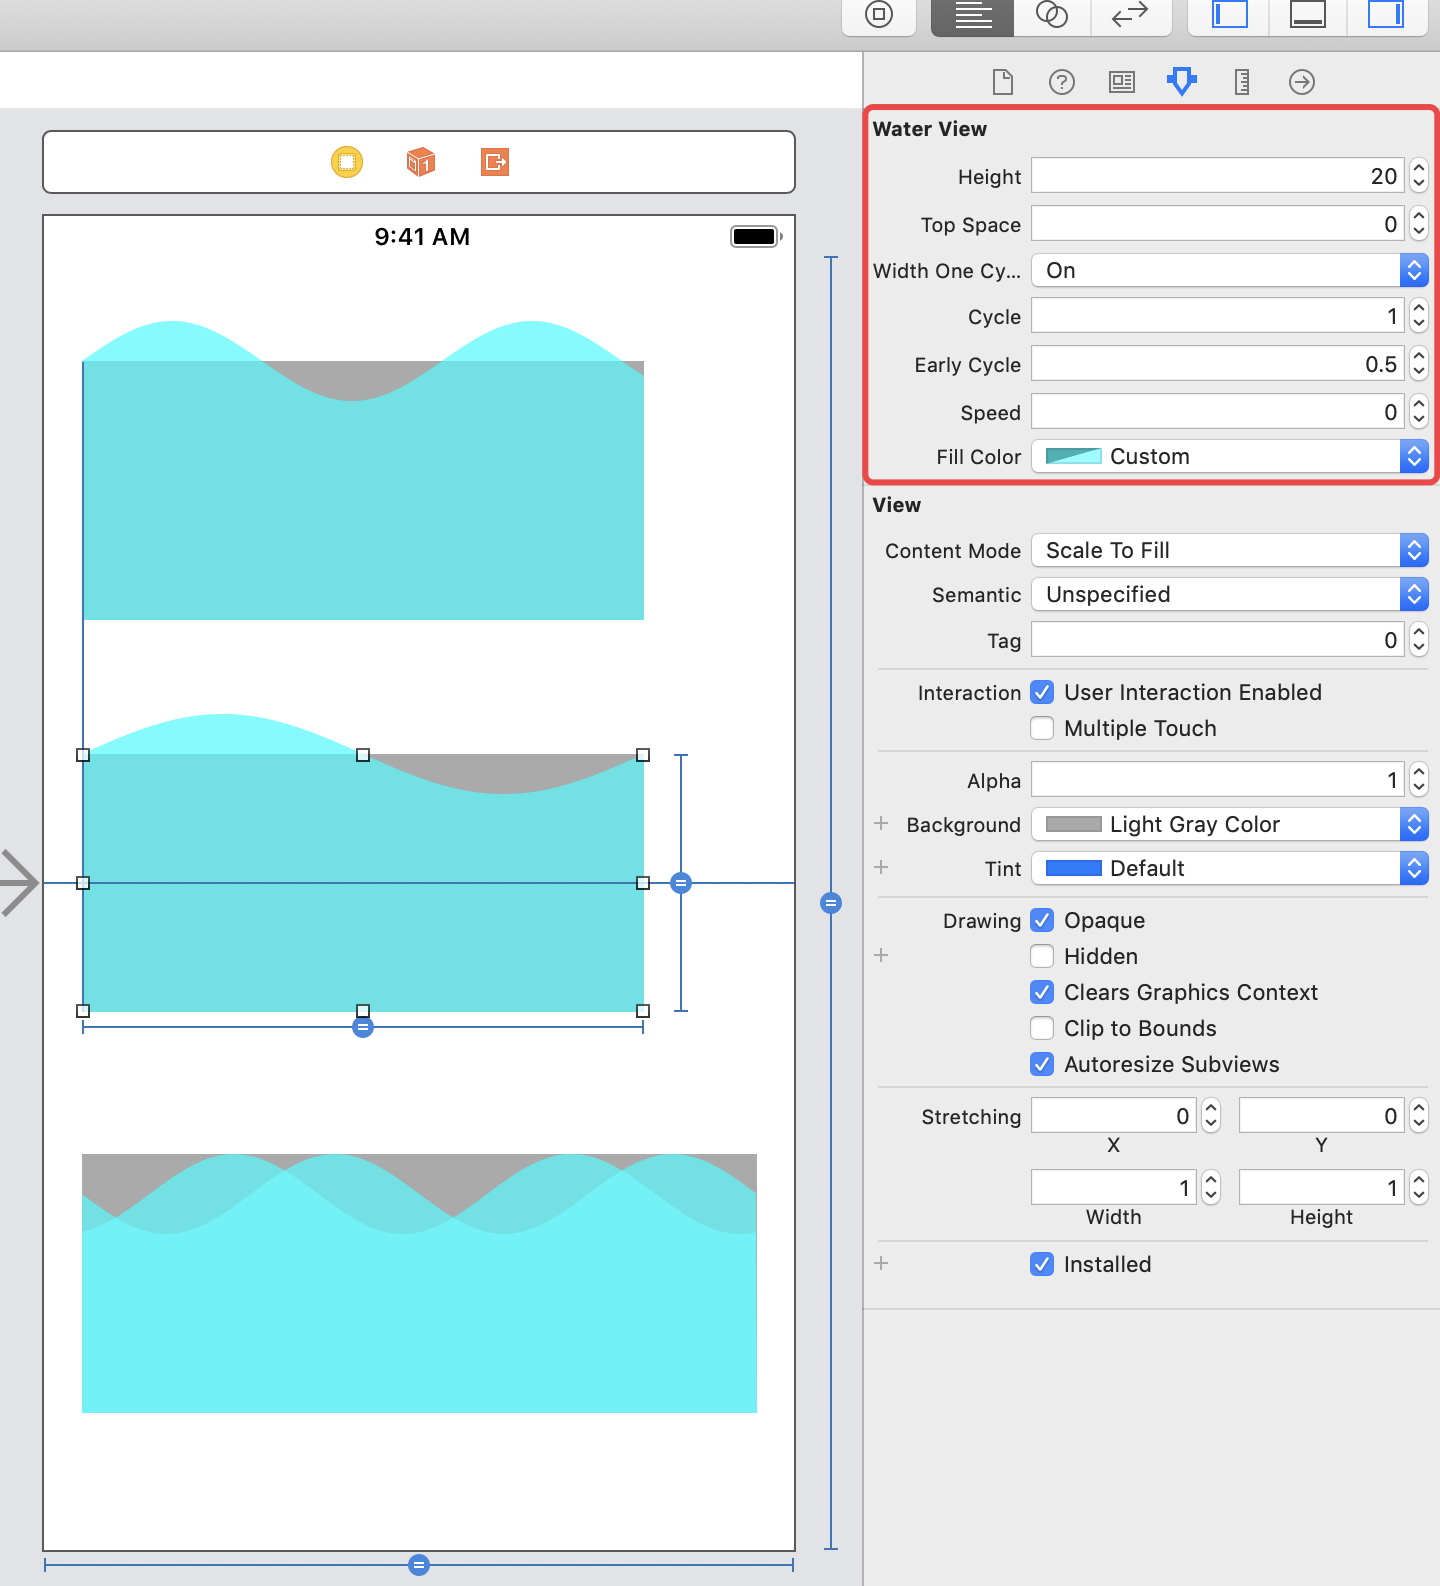 9:41 AM
Water View
Height 20
Top Space 0
Width One Cy... On
Cycle 1
Early Cycle 0.5
Speed 0
Fill Color Custom
View
Content Mode Scale To Fill
Semantic Unspecified
Tag 0
Interaction User Interaction Enabled
Multiple Touch
Alpha 1
+ Background Light Gray Color
+ Tint Default
Drawing Opaque
+ Hidden
Clears Graphics Context
Clip to Bounds
Autoresize Subviews
Stretching 0 0
X Y
1 1
Width Height
+ Installed